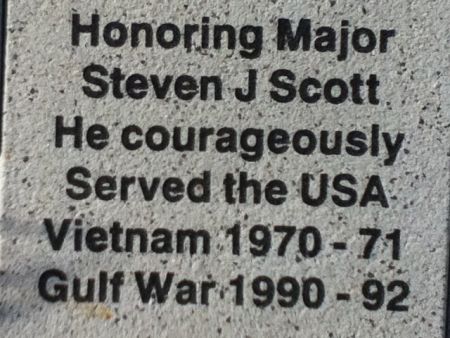 Honoring Major
Steven J Scott
He courageously
Served the USA
Vietnam 1970 - 71
Gulf War 1990 - 92